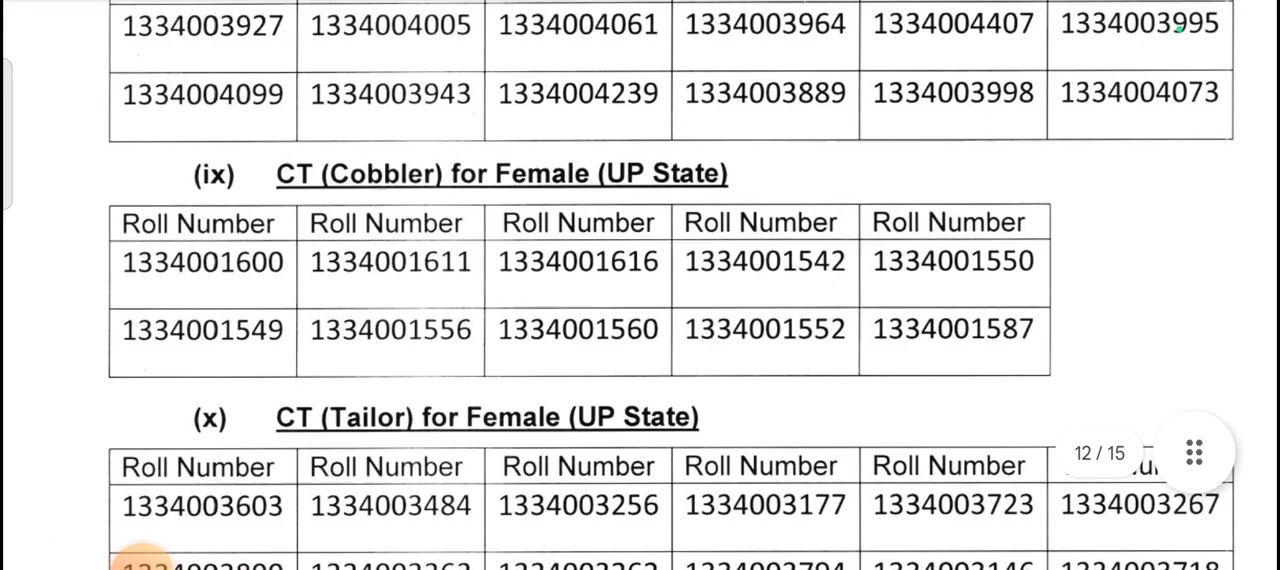 1334003927 1334004005 1334004061 1334003964 1334004407 1334003995
1334004099 1334003943 1334004239 1334003889 1334003998 1334004073
(ix) CT (Cobbler) for Female (UP State)
Roll Number Roll Number Roll Number Roll Number Roll Number
1334001600 1334001611 1334001616 1334001542 1334001550
1334001549 1334001556 1334001560 1334001552 1334001587
(x) CT (Tailor) for Female (UP State)
12 / 15
Roll Number Roll Number Roll Number Roll Number Roll Number
1334003603 1334003484 1334003256 1334003177 1334003723 1334003267